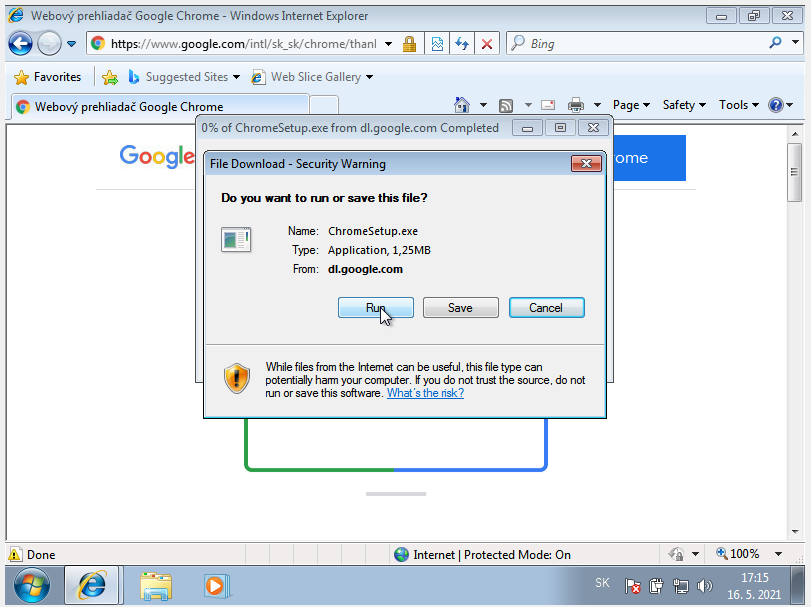 Webový prehliadač Google Chrome - Windows Internet Explorer
https://www.google.com/intl/sk_sk/chrome/thanl
Bing
Favorites
Suggested Sites
Web Slice Gallery
Webový prehliadač Google Chrome
Page
Safety
Tools
0% of ChromeSetup.exe from dl.google.com Completed
Google
ome
File Download - Security Warning
Do you want to run or save this file?
Name: ChromeSetup.exe
Type: Application, 1,25MB
From: dl.google.com
Run
Save
Cancel
While files from the Internet can be useful, this file type can
potentially harm your computer. If you do not trust the source, do not
run or save this software. What's the risk?
Done
Internet | Protected Mode: On
100%
SK
17:15
16. 5. 2021